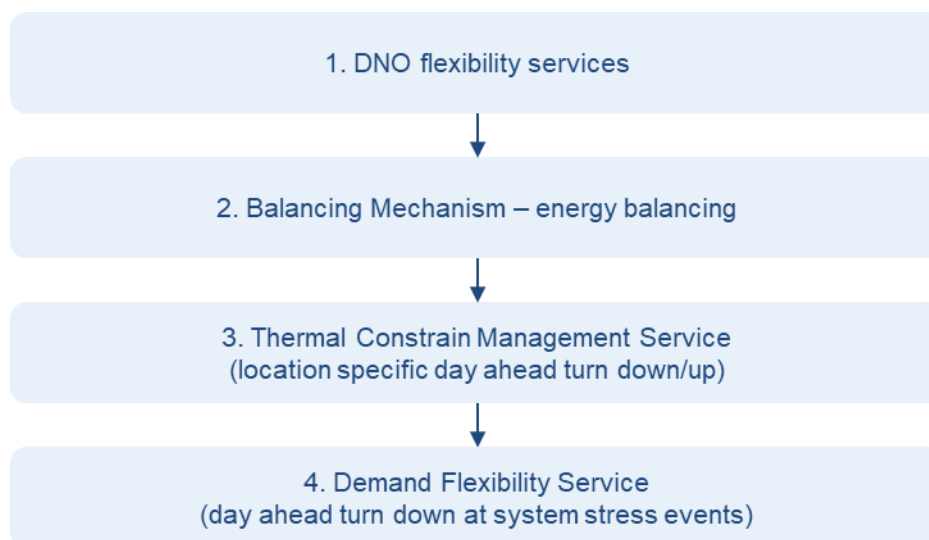 1. DNO flexibility services
2. Balancing Mechanism – energy balancing
3. Thermal Constrain Management Service
(location specific day ahead turn down/up)
4. Demand Flexibility Service
(day ahead turn down at system stress events)